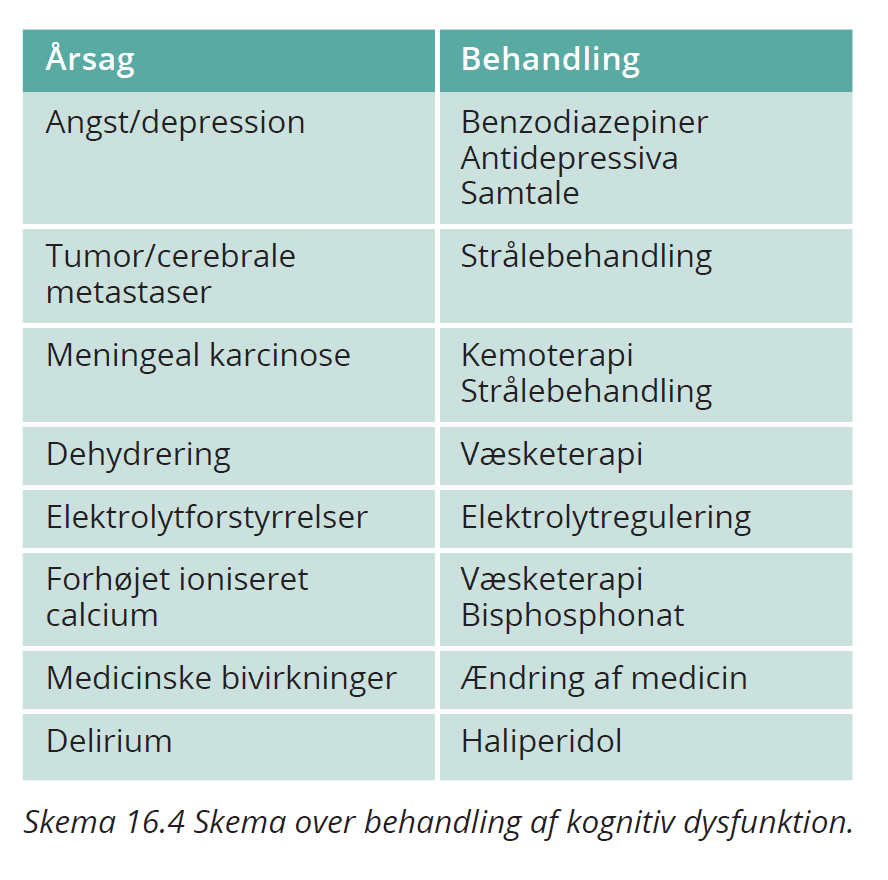 Årsag
Behandling
Angst/depression
Benzodiazepiner
Antidepressiva
Samtale
Tumor/cerebrale
metastaser
Strålebehandling
Meningeal karcinose
Kemoterapi
Strålebehandling
Dehydrering
Væsketerapi
Elektrolytforstyrrelser
Elektrolytregulering
Forhøjet ioniseret
calcium
Væsketerapi
Bisphosphonat
Medicinske bivirkninger
Ændring af medicin
Delirium
Haliperidol
Skema 16.4 Skema over behandling af kognitiv dysfunktion.